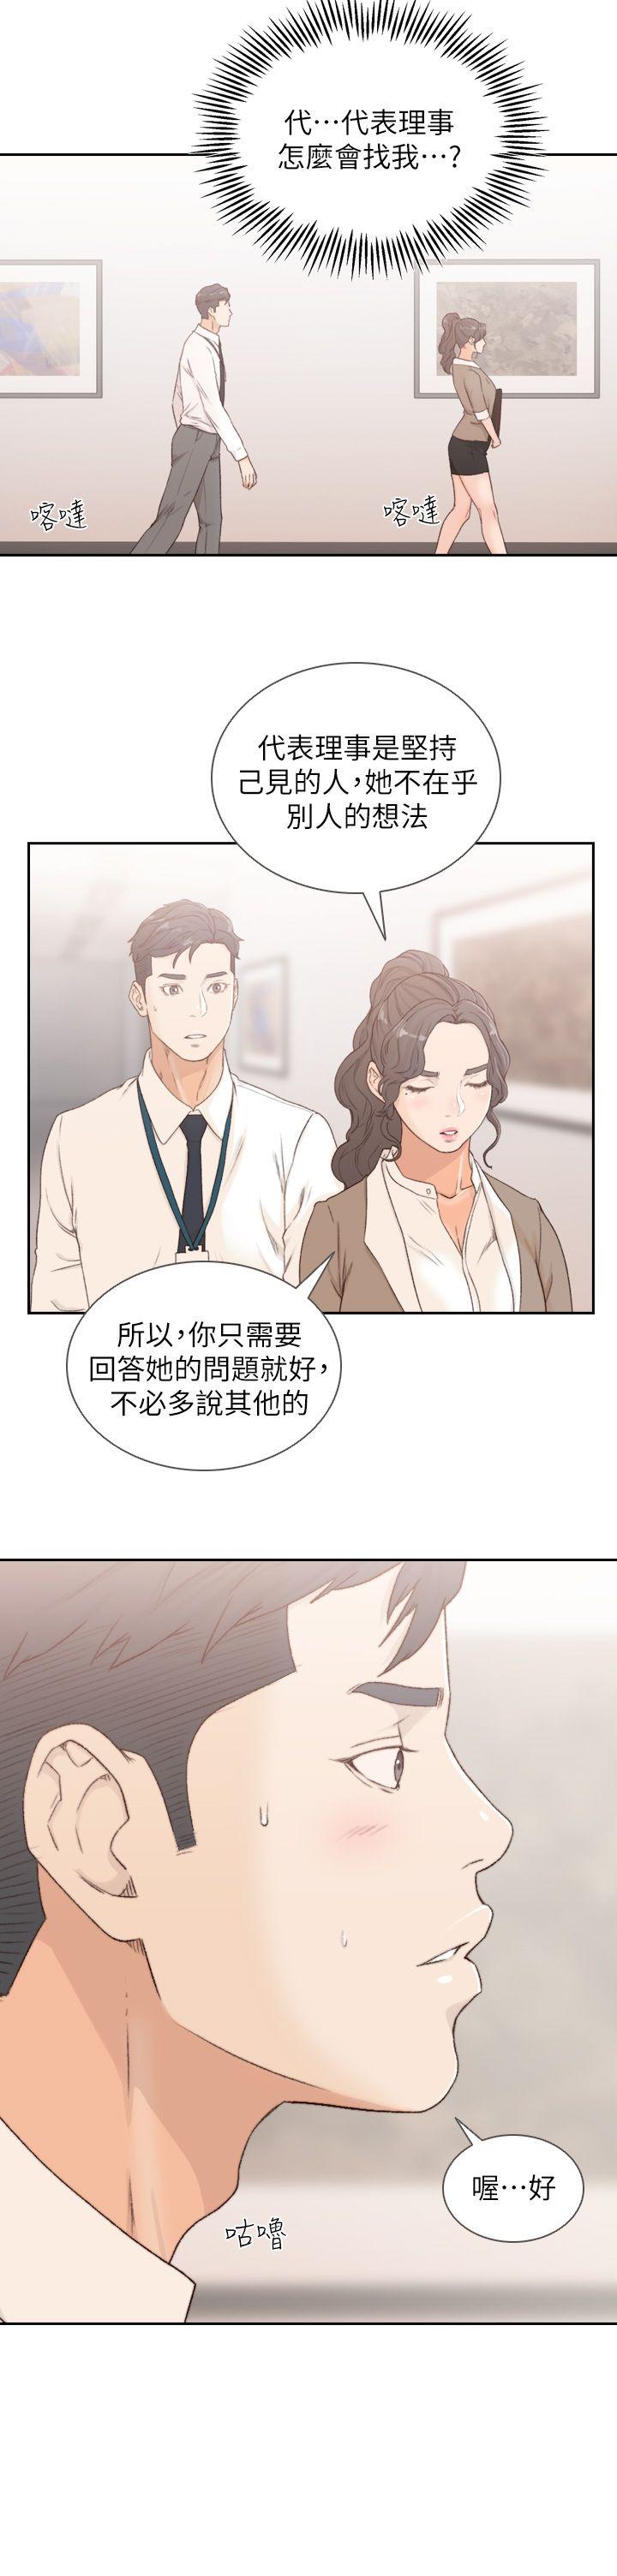 代⋯代表理事
怎麼會找我⋯?
喀噠
喀噠
代表理事是堅持
己見的人，她不在乎
別人的想法
所以，你只需要
回答她的問題就好，
不必多說其他的
喔⋯好
咕嚕